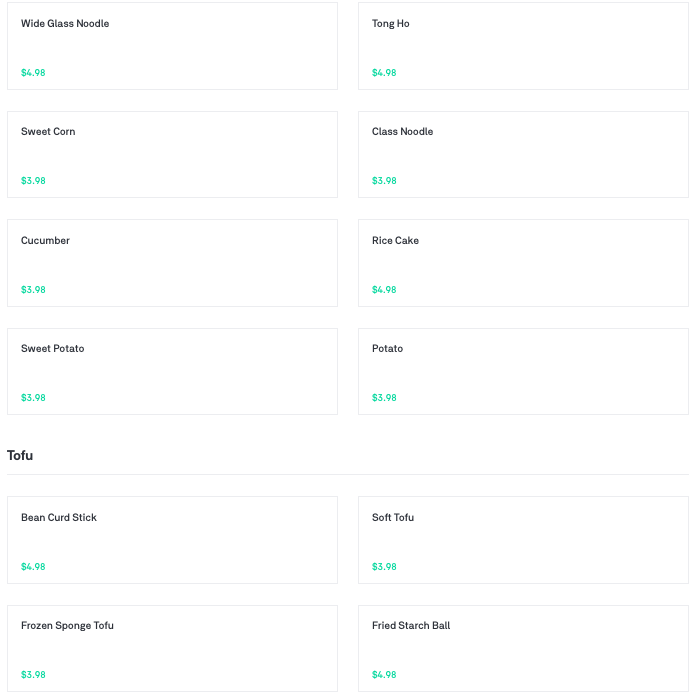 Wide Glass Noodle
$4.98
Tong Ho
$4.98
Sweet Corn
$3.98
Class Noodle
$3.98
Cucumber
$3.98
Rice Cake
$4.98
Sweet Potato
$3.98
Potato
$3.98
Tofu
Bean Curd Stick
$4.98
Soft Tofu
$3.98
Frozen Sponge Tofu
$3.98
Fried Starch Ball
$4.98